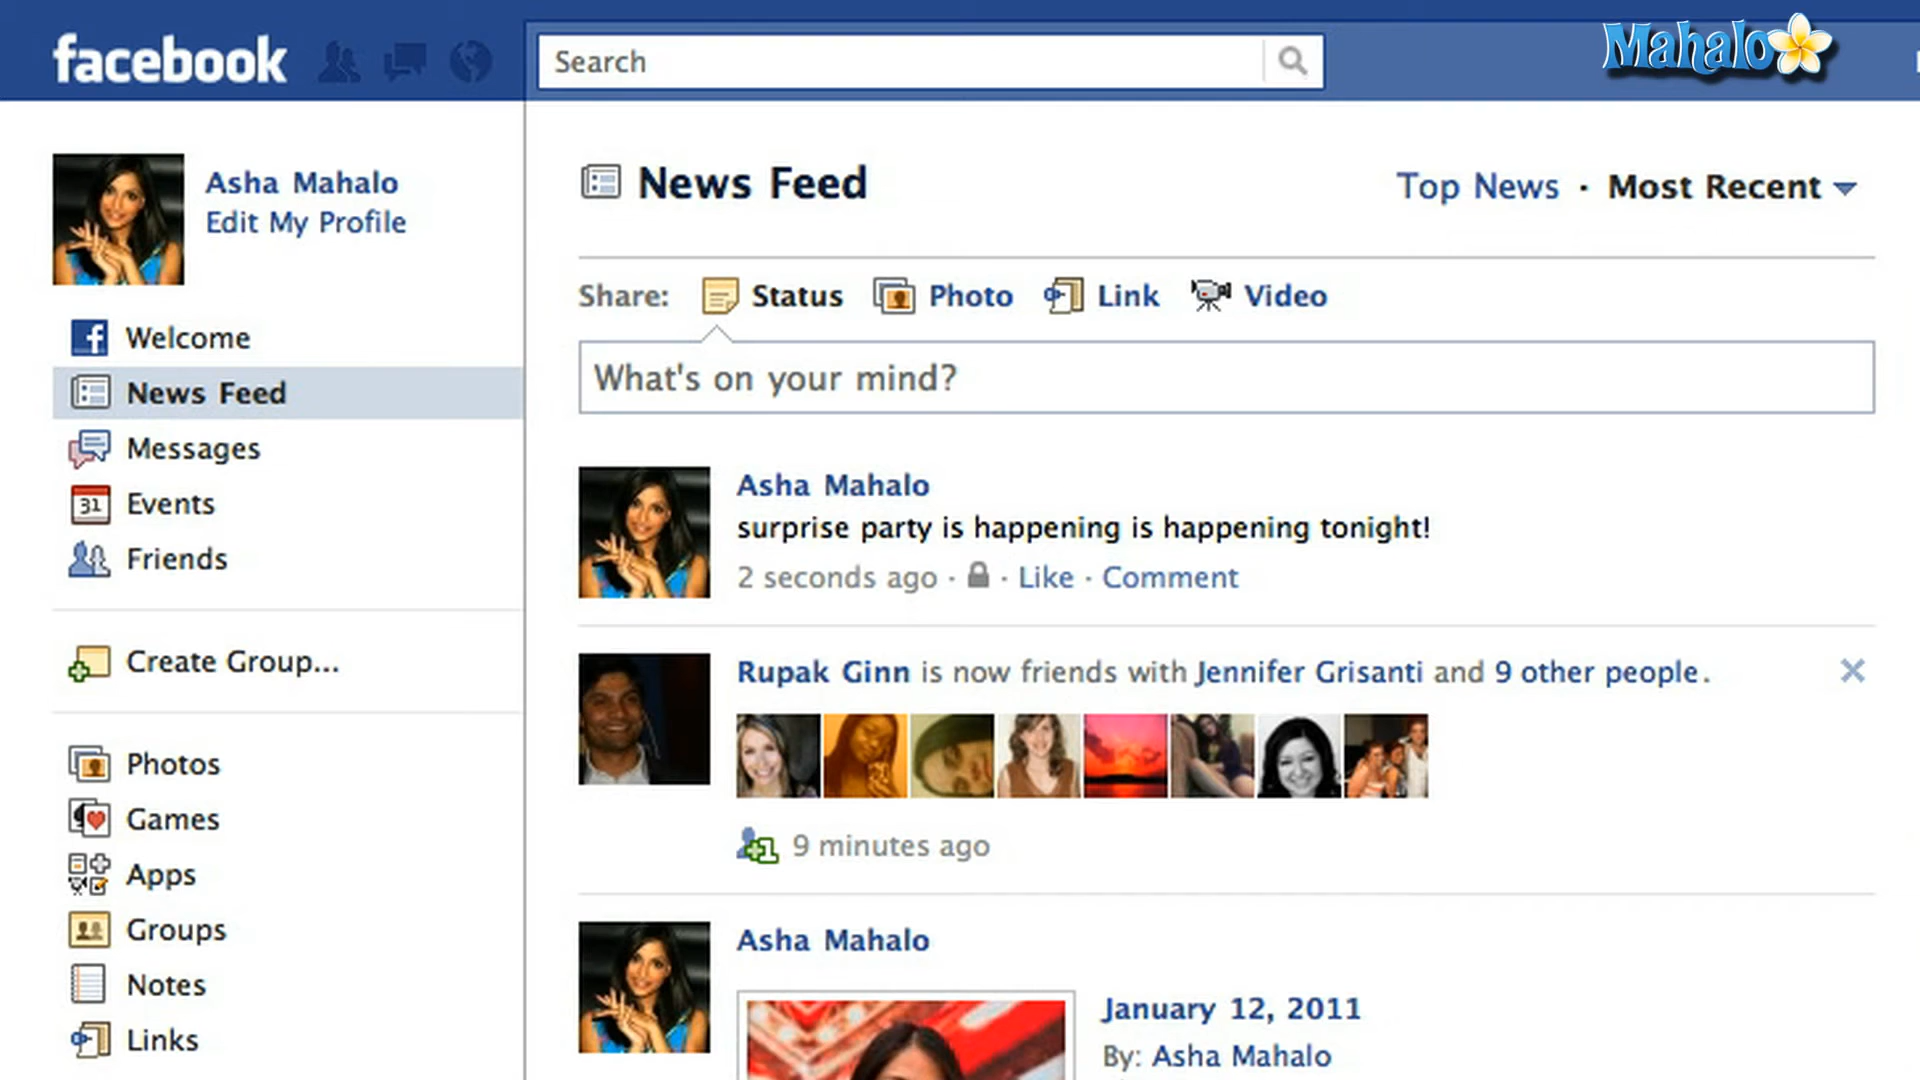 facebook
Search
Mahalo
Asha Mahalo
Edit My Profile
Welcome
News Feed
Messages
31
Events
Friends
Create Group...
Photos
Games
Apps
Groups
Notes
Links
News Feed
Top News · Most Recent
Share: Status Photo Link Video
What's on your mind?
Asha Mahalo
surprise party is happening is happening tonight!
2 seconds ago · · Like · Comment
Rupak Ginn is now friends with Jennifer Grisanti and 9 other people.
9 minutes ago
Asha Mahalo
January 12, 2011
By: Asha Mahalo